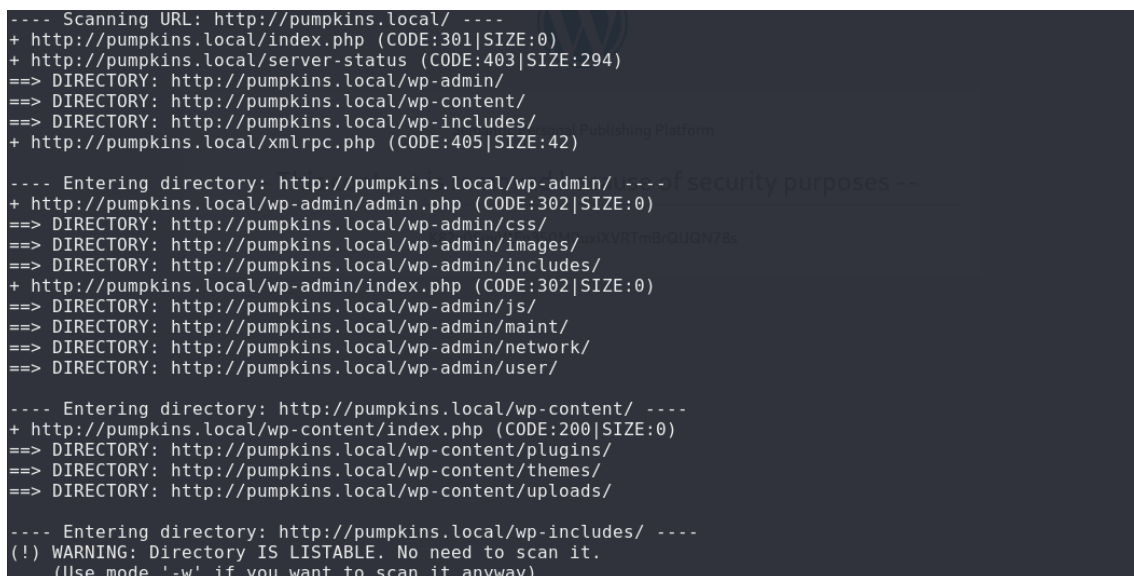 ---- Scanning URL: http://pumpkins.local/ ----
+ http://pumpkins.local/index.php (CODE:301|SIZE:0)
+ http://pumpkins.local/server-status (CODE:403|SIZE:294)
==> DIRECTORY: http://pumpkins.local/wp-admin/
==> DIRECTORY: http://pumpkins.local/wp-content/
==> DIRECTORY: http://pumpkins.local/wp-includes/
Publishing Platform
+ http://pumpkins.local/xmlrpc.php (CODE:405|SIZE:42)
---- Entering directory: http://pumpkins.local/wp-admin/ ----
of security purposes --
+ http://pumpkins.local/wp-admin/admin.php (CODE:302|SIZE:0)
==> DIRECTORY: http://pumpkins.local/wp-admin/css/
==> DIRECTORY: http://pumpkins.local/wp-admin/images/
==> DIRECTORY: http://pumpkins.local/wp-admin/includes/
+ http://pumpkins.local/wp-admin/index.php (CODE:302|SIZE:0)
==> DIRECTORY: http://pumpkins.local/wp-admin/js/
==> DIRECTORY: http://pumpkins.local/wp-admin/maint/
==> DIRECTORY: http://pumpkins.local/wp-admin/network/
==> DIRECTORY: http://pumpkins.local/wp-admin/user/
---- Entering directory: http://pumpkins.local/wp-content/ ----
+ http://pumpkins.local/wp-content/index.php (CODE:200|SIZE:0)
==> DIRECTORY: http://pumpkins.local/wp-content/plugins/
==> DIRECTORY: http://pumpkins.local/wp-content/themes/
==> DIRECTORY: http://pumpkins.local/wp-content/uploads/
---- Entering directory: http://pumpkins.local/wp-includes/ ----
(!) WARNING: Directory IS LISTABLE. No need to scan it.
(Use mode '-w' if you want to scan it anyway)